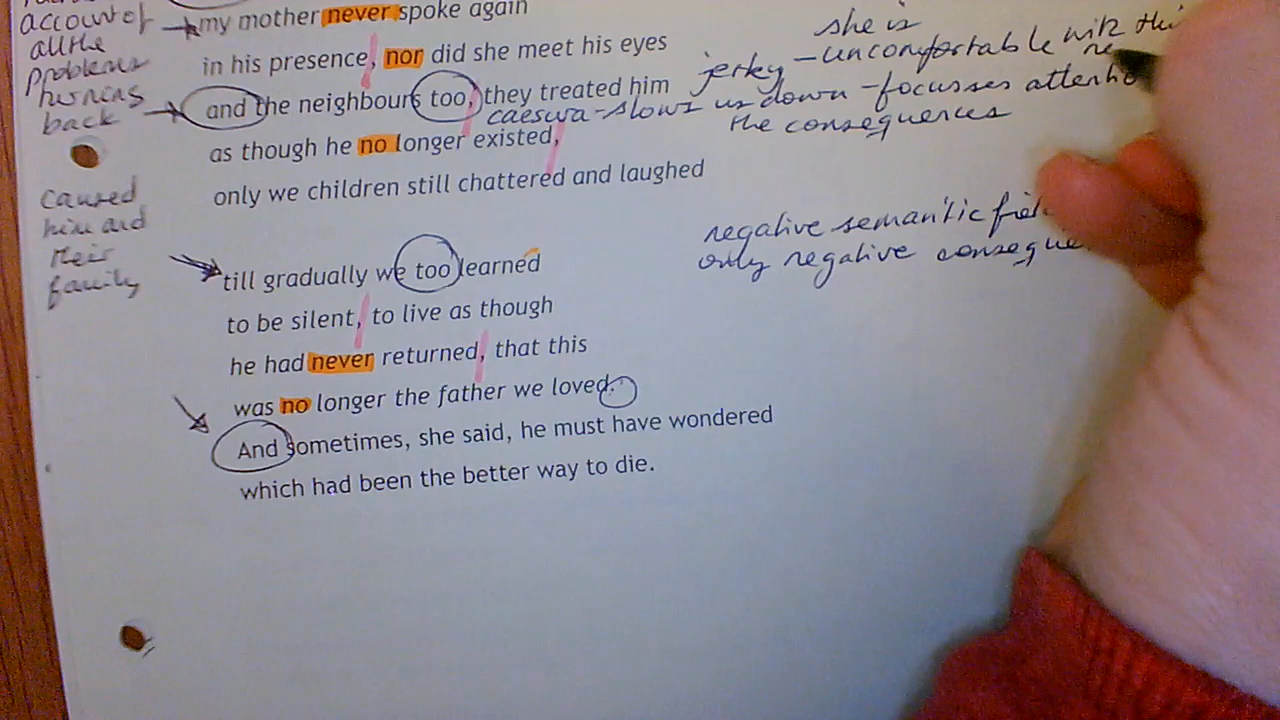 account of
all the
problems
turning
back
my mother never spoke again
in his presence, nor did she meet his eyes
and the neighbours too, they treated him
as though he no longer existed,
only we children still chattered and laughed
she is
jerky - uncomfortable with
caesura - slows us down - focusses
the consequences
caused
him and
their
family
till gradually we too learned
to be silent, to live as though
he had never returned, that this
was no longer the father we loved.
And sometimes, she said, he must have wondered
which had been the better way to die.
negative semantic
only negative